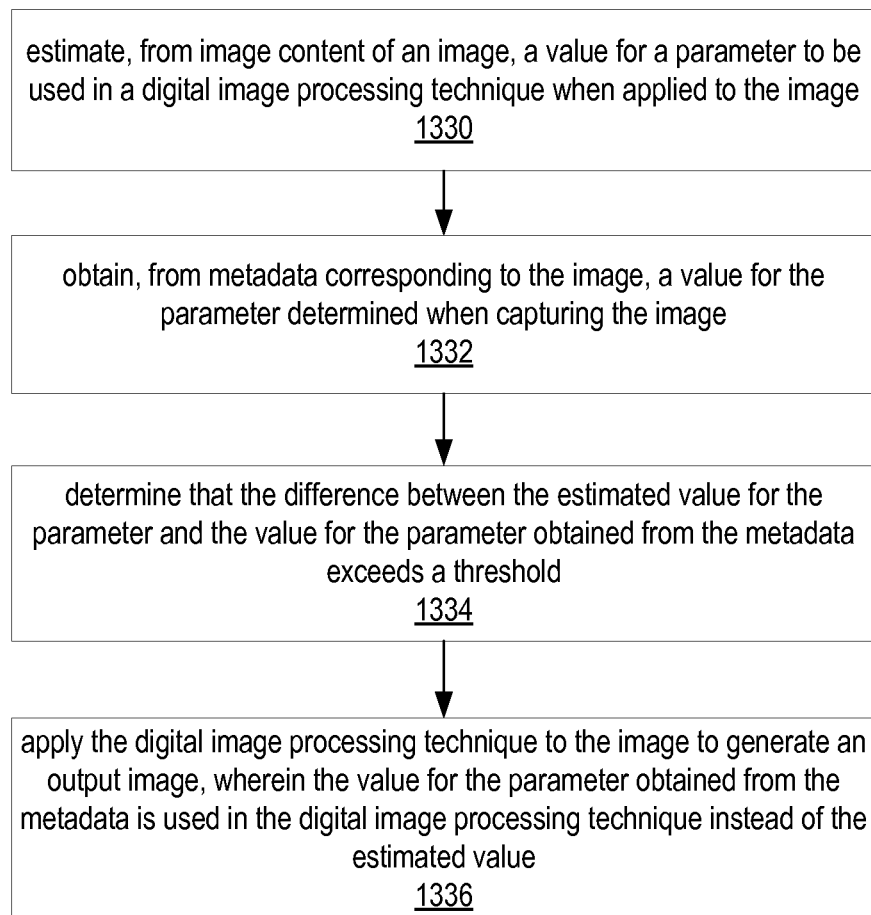 estimate, from image content of an image, a value for a parameter to be
used in a digital image processing technique when applied to the image
1330
obtain, from metadata corresponding to the image, a value for the
parameter determined when capturing the image
1332
determine that the difference between the estimated value for the
parameter and the value for the parameter obtained from the metadata
exceeds a threshold
1334
apply the digital image processing technique to the image to generate an
output image, wherein the value for the parameter obtained from the
metadata is used in the digital image processing technique instead of the
estimated value
1336